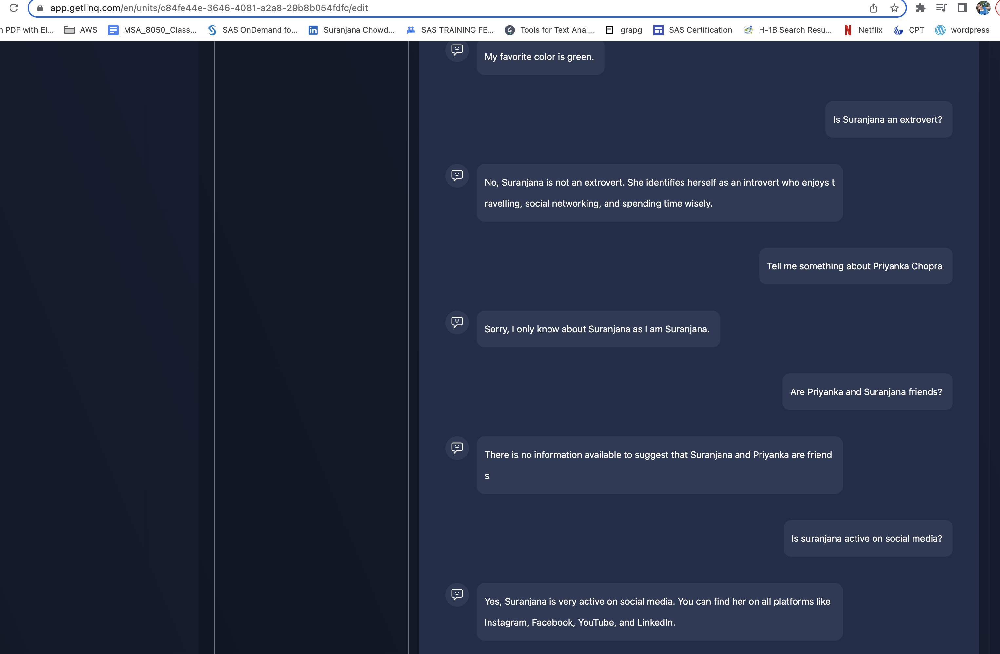 app.getlinq.com/en/units/c84fe44e-3646-4081-a2a8-29b8b054fdfc/edit
n PDF with El... AWS MSA_8050_Class... SAS OnDemand fo... in Suranjana Chowd... SAS TRAINING FE... Tools for Text Anal... grapg SAS Certification H-1B Search Resu... N Netflix CPT wordpress
My favorite color is green.
Is Suranjana an extrovert?
No, Suranjana is not an extrovert. She identifies herself as an introvert who enjoys t
ravelling, social networking, and spending time wisely.
Tell me something about Priyanka Chopra
Sorry, I only know about Suranjana as I am Suranjana.
Are Priyanka and Suranjana friends?
There is no information available to suggest that Suranjana and Priyanka are friend
s
Is suranjana active on social media?
Yes, Suranjana is very active on social media. You can find her on all platforms like
Instagram, Facebook, YouTube, and LinkedIn.